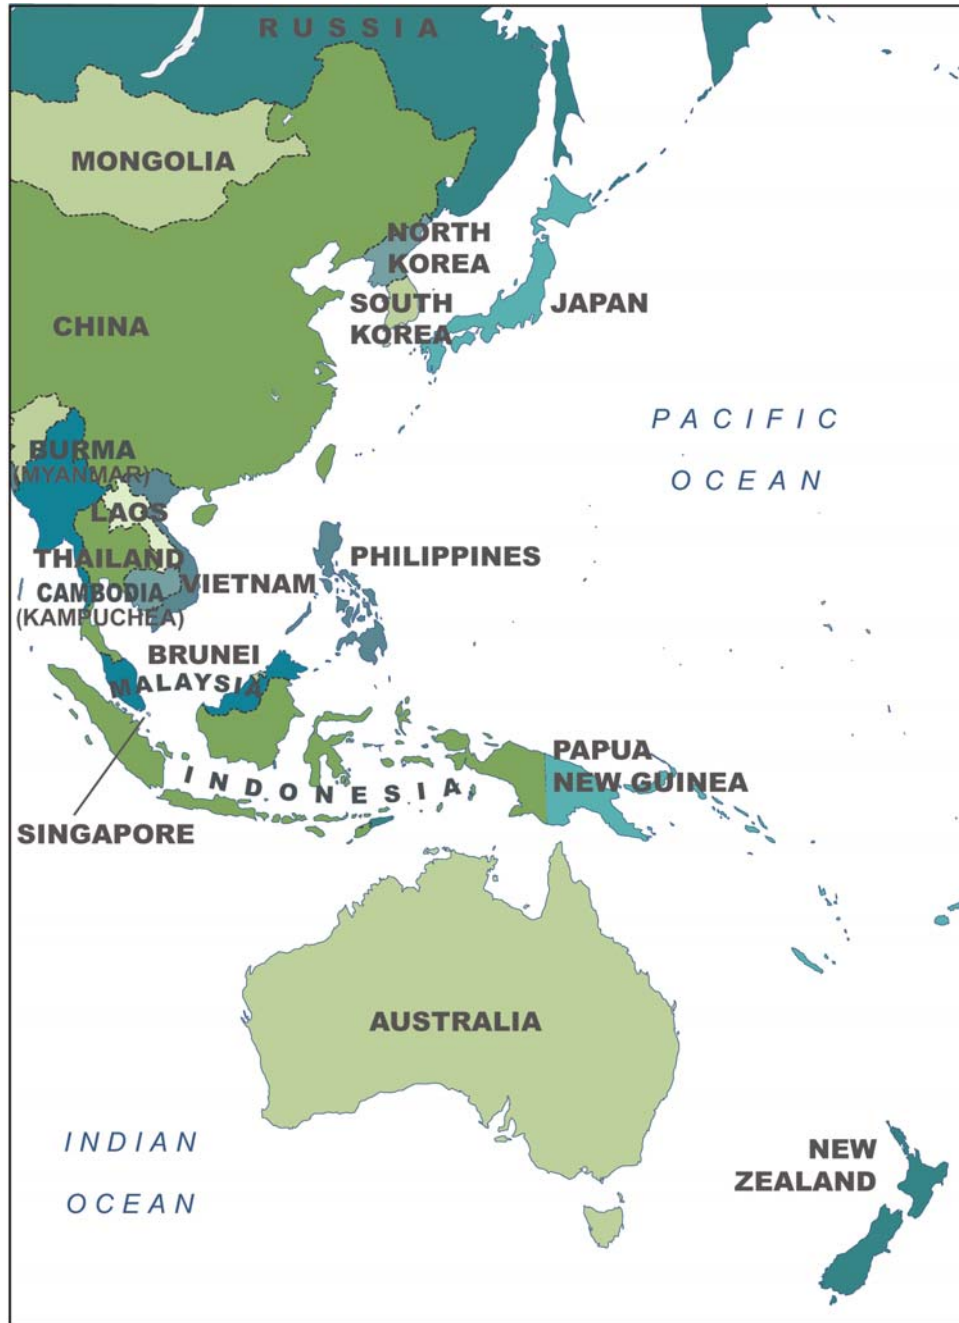 RUSSIA
MONGOLIA
NORTH
KOREA
SOUTH
KOREA
JAPAN
CHINA
PACIFIC
OCEAN
BURMA
(MYANMAR)
LAOS
THAILAND
CAMBODIA
(KAMPUCHEA)
VIETNAM
PHILIPPINES
BRUNEI
MALAYSIA
INDONESIA
PAPUA
NEW GUINEA
SINGAPORE
AUSTRALIA
INDIAN
OCEAN
NEW
ZEALAND